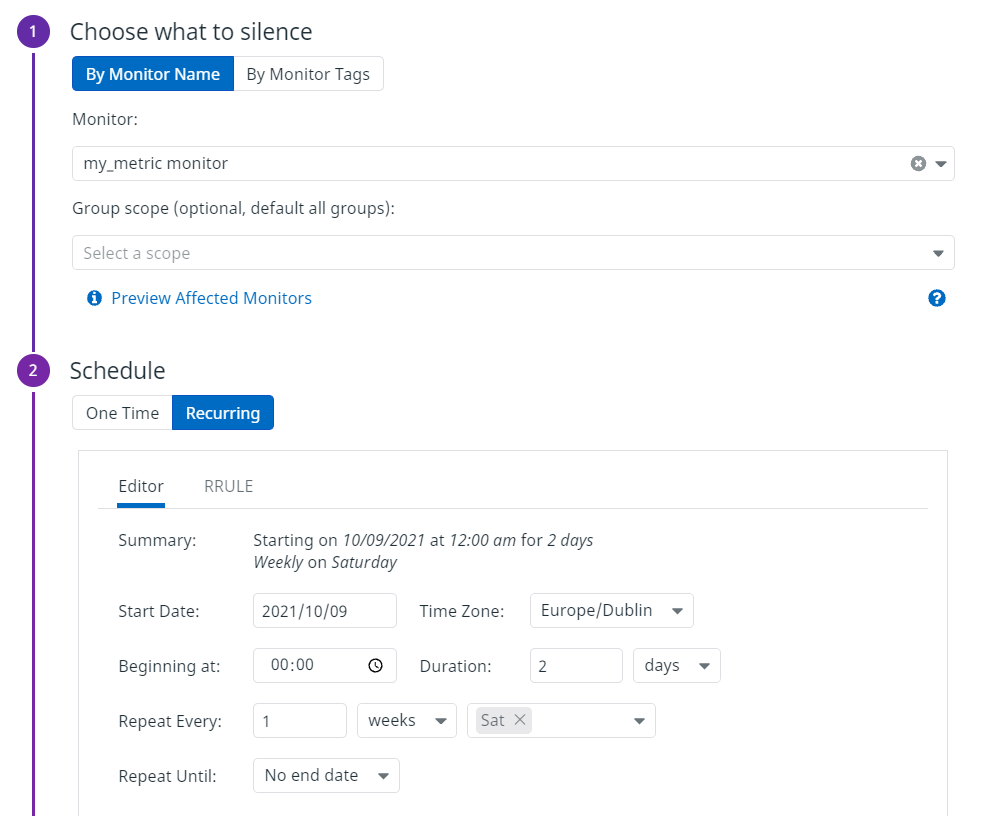 1 Choose what to silence
By Monitor Name By Monitor Tags
Monitor:
my_metric monitor
Group scope (optional, default all groups):
Select a scope
Preview Affected Monitors ?
2 Schedule
One Time Recurring
Editor RRULE
Summary: Starting on 10/09/2021 at 12:00 am for 2 days
Weekly on Saturday
Start Date: 2021/10/09 Time Zone: Europe/Dublin
Beginning at: 00:00 Duration: 2 days
Repeat Every: 1 weeks Sat
Repeat Until: No end date